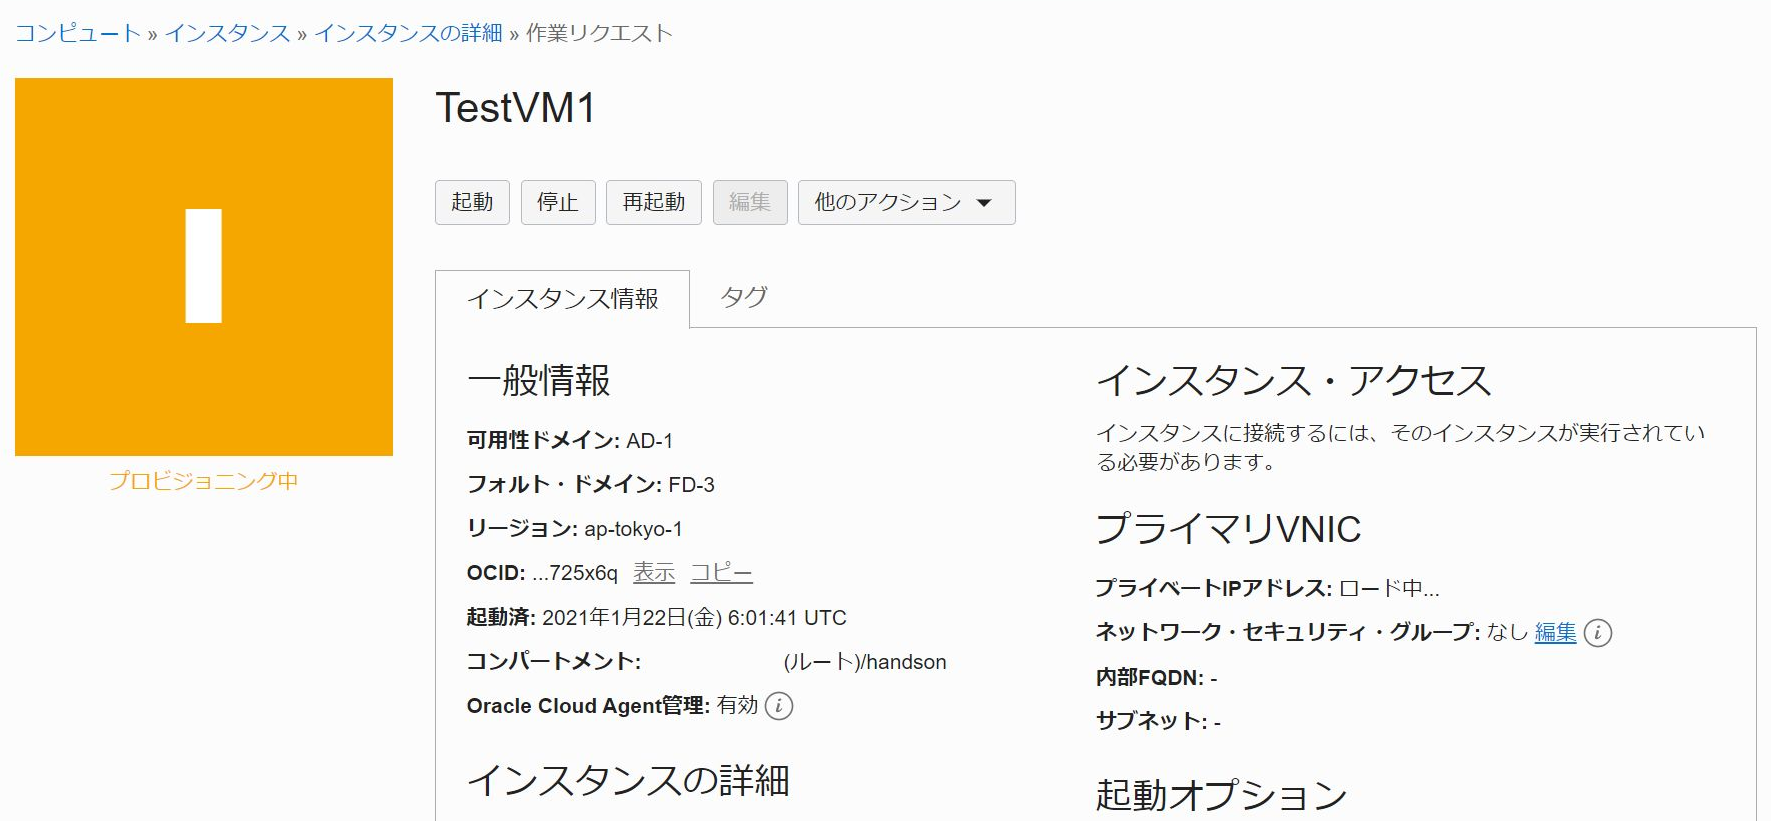 コンピュート » インスタンス » インスタンスの詳細 » 作業リクエスト
I
プロビジョニング中
TestVM1
起動 停止 再起動 編集 他のアクション
インスタンス情報 タグ
一般情報
可用性ドメイン: AD-1
フォルト・ドメイン: FD-3
リージョン: ap-tokyo-1
OCID: ...725x6q 表示 コピー
起動済: 2021年1月22日(金) 6:01:41 UTC
コンパートメント: (ルート)/handson
Oracle Cloud Agent管理: 有効 i
インスタンスの詳細
インスタンス・アクセス
インスタンスに接続するには、そのインスタンスが実行されてい
る必要があります。
プライマリVNIC
プライベートIPアドレス: ロード中...
ネットワーク・セキュリティ・グループ: なし 編集 i
内部FQDN: -
サブネット: -
起動オプション